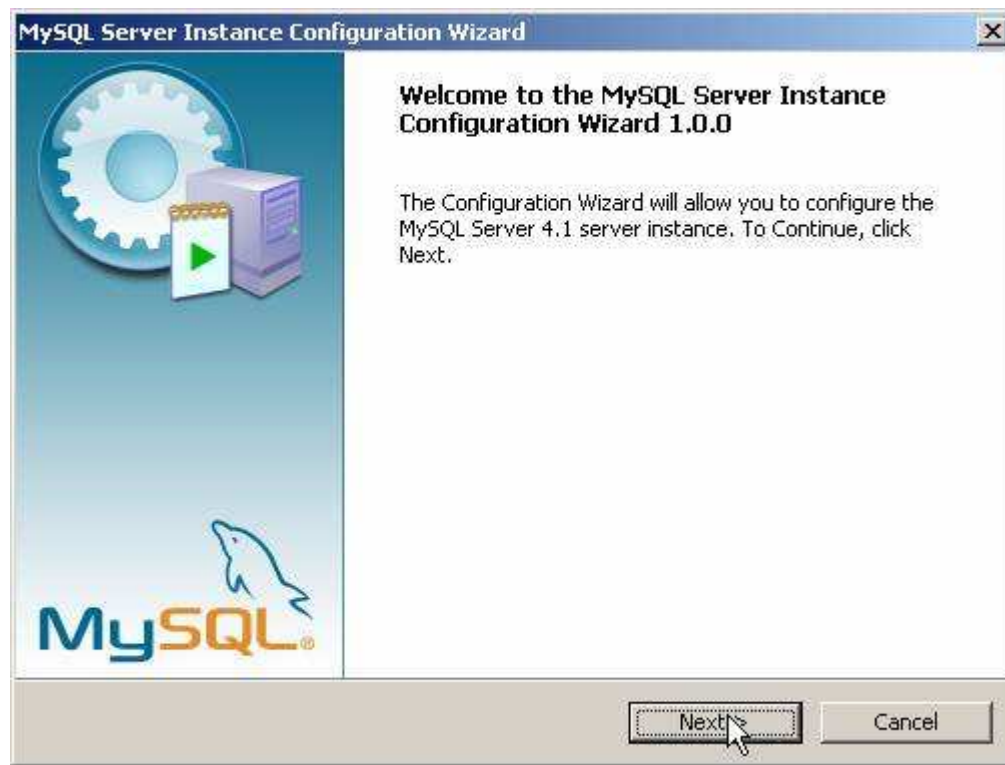 MySQL Server Instance Configuration Wizard
Welcome to the MySQL Server Instance
Configuration Wizard 1.0.0
The Configuration Wizard will allow you to configure the
MySQL Server 4.1 server instance. To Continue, click
Next.
MySQL®
Next >
Cancel